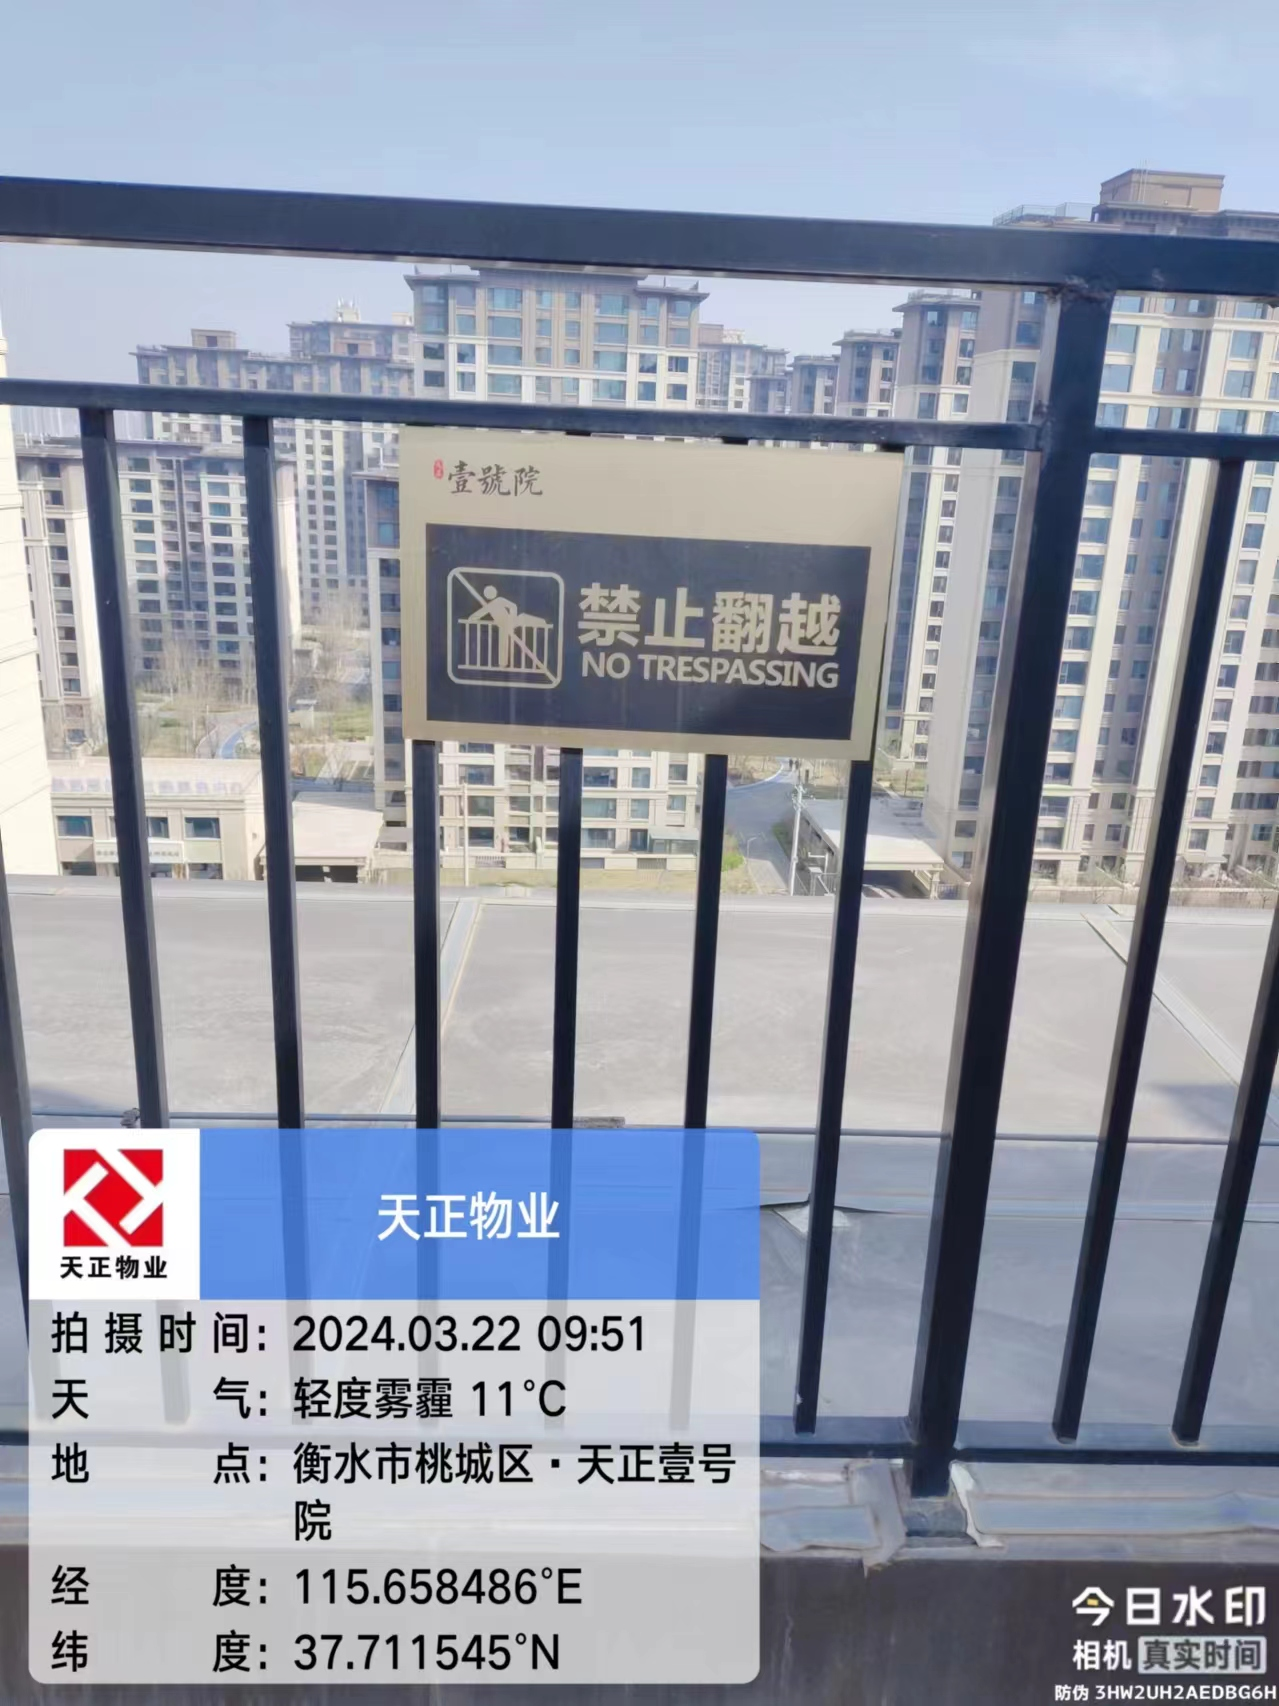 壹號院
禁止翻越
NO TRESPASSING
天正物业
天正物业
拍摄时间：2024.03.22 09:51
天气：轻度雾霾 11°C
地点：衡水市桃城区·天正壹号
院
经度：115.658486°E
纬度：37.711545°N
今日水印
相机 真实时间
防伪 3HW2UH2AEDBG6H